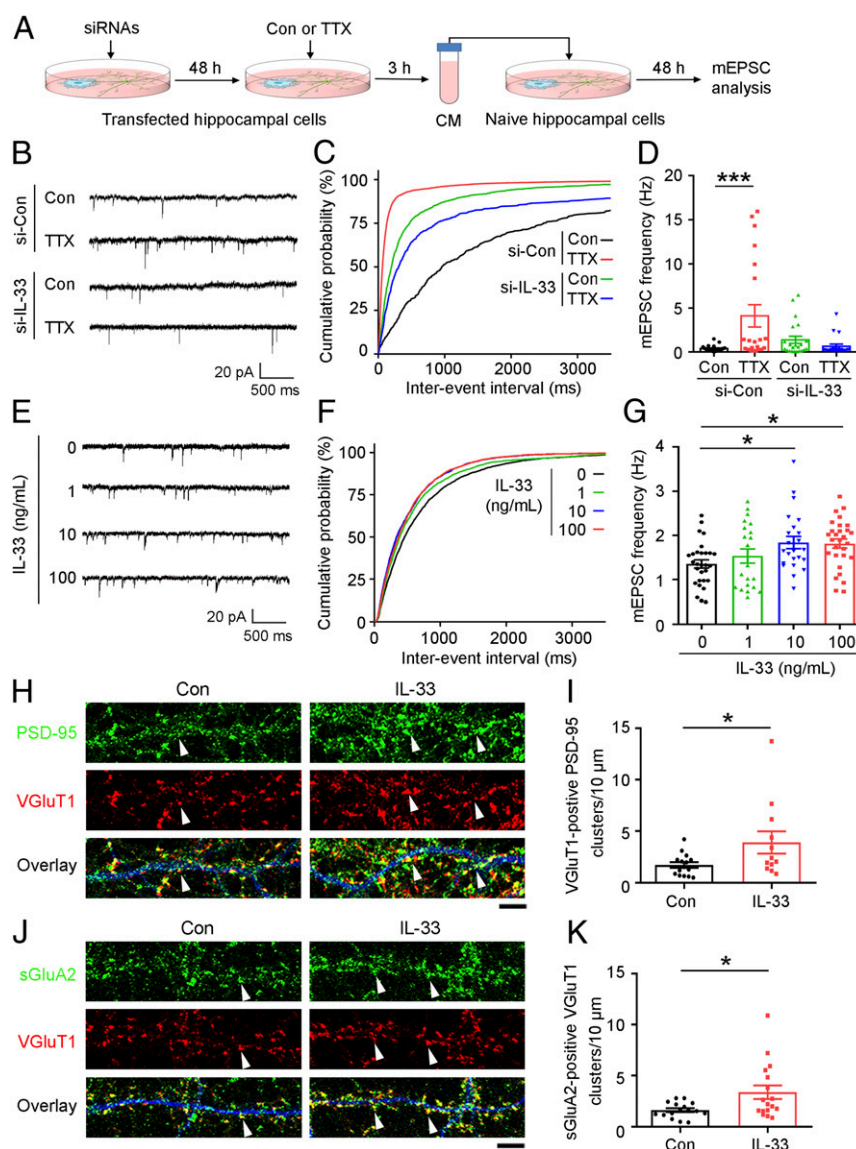 A
siRNAs
Con or TTX
48 h
3 h
48 h
mEPSC
analysis
Transfected hippocampal cells
CM
Naive hippocampal cells
B
si-Con
Con
TTX
si-IL-33
Con
TTX
20 pA
500 ms
C
Cumulative probability (%)
100
75
50
25
0
si-Con
Con
TTX
si-IL-33
Con
TTX
0
1000
2000
3000
Inter-event interval (ms)
D
***
mEPSC frequency (Hz)
20
15
10
5
0
Con TTX Con TTX
si-Con si-IL-33
E
IL-33 (ng/mL)
0
1
10
100
20 pA
500 ms
F
Cumulative probability (%)
100
75
50
25
0
IL-33
(ng/mL)
0
1
10
100
0
1000
2000
3000
Inter-event interval (ms)
G
*
*
mEPSC frequency (Hz)
4
3
2
1
0
0 1 10 100
IL-33 (ng/mL)
H
Con
IL-33
PSD-95
VGluT1
Overlay
I
*
VGluT1-postive PSD-95
clusters/10 µm
15
10
5
0
Con
IL-33
J
Con
IL-33
sGluA2
VGluT1
Overlay
K
*
sGluA2-positive VGluT1
clusters/10 µm
15
10
5
0
Con
IL-33